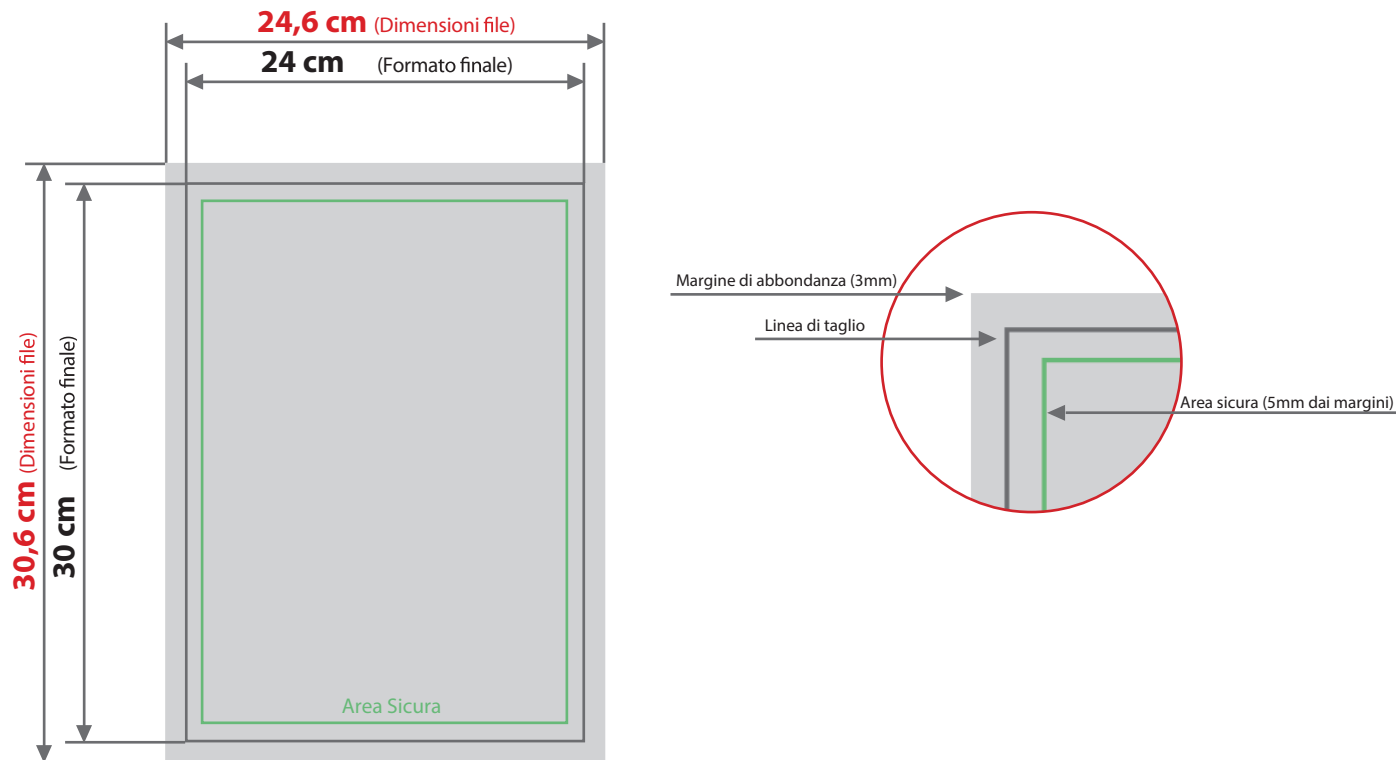 24,6 cm (Dimensioni file)
24 cm (Formato finale)
30,6 cm (Dimensioni file)
30 cm (Formato finale)
Area Sicura
Margine di abbondanza (3mm)
Linea di taglio
Area sicura (5mm dai margini)